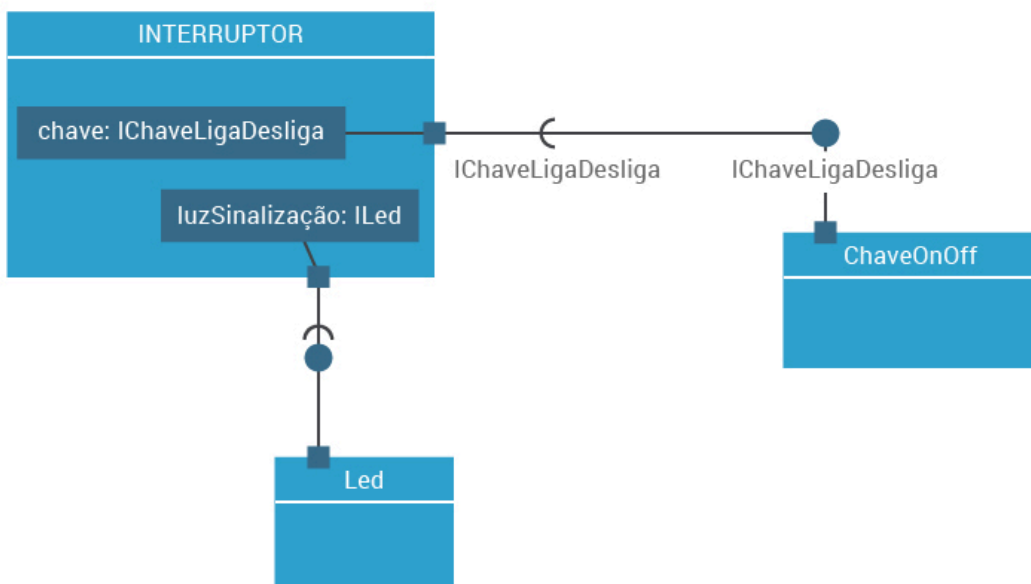 INTERRUPTOR
chave: IChaveLigaDesliga
IChaveLigaDesliga
IChaveLigaDesliga
luzSinalização: ILed
ChaveOnOff
Led